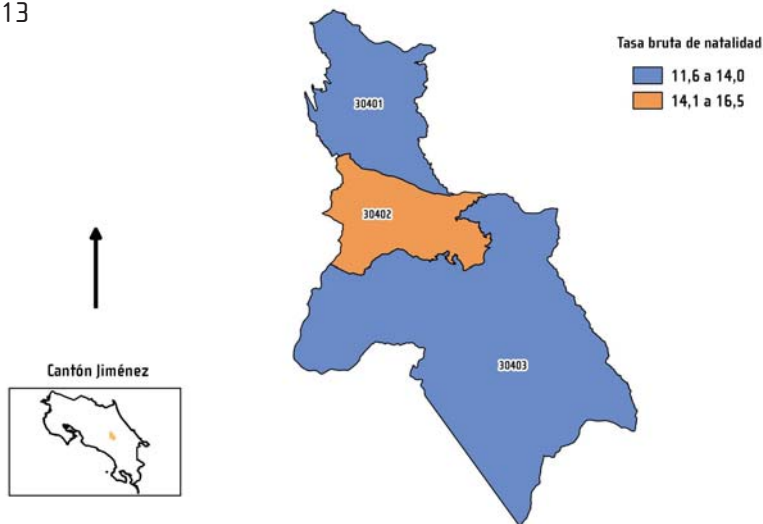 13
Tasa bruta de natalidad
11,6 a 14,0
14,1 a 16,5
30401
30402
30403
Cantón Jiménez